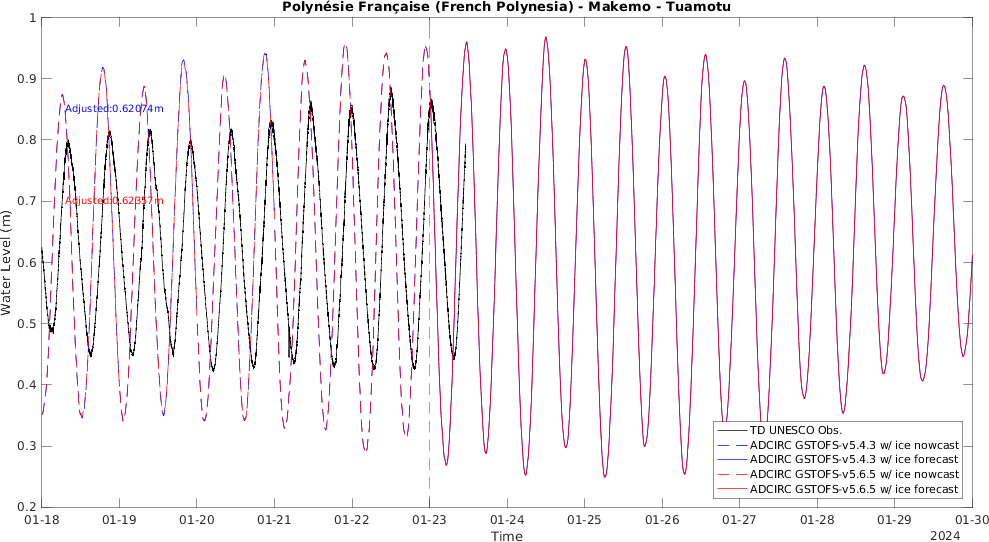 Polynésie Française (French Polynesia) - Makemo - Tuamotu
1
0.9
0.8
0.7
0.6
0.5
0.4
0.3
0.2
Water Level (m)
Adjusted:0.62074m
Adjusted:0.62357m
TD UNESCO Obs.
ADCIRC GSTOFS-v5.4.3 w/ ice nowcast
ADCIRC GSTOFS-v5.4.3 w/ ice forecast
ADCIRC GSTOFS-v5.6.5 w/ ice nowcast
ADCIRC GSTOFS-v5.6.5 w/ ice forecast
01-18 01-19 01-20 01-21 01-22 01-23 01-24 01-25 01-26 01-27 01-28 01-29 01-30
Time
2024